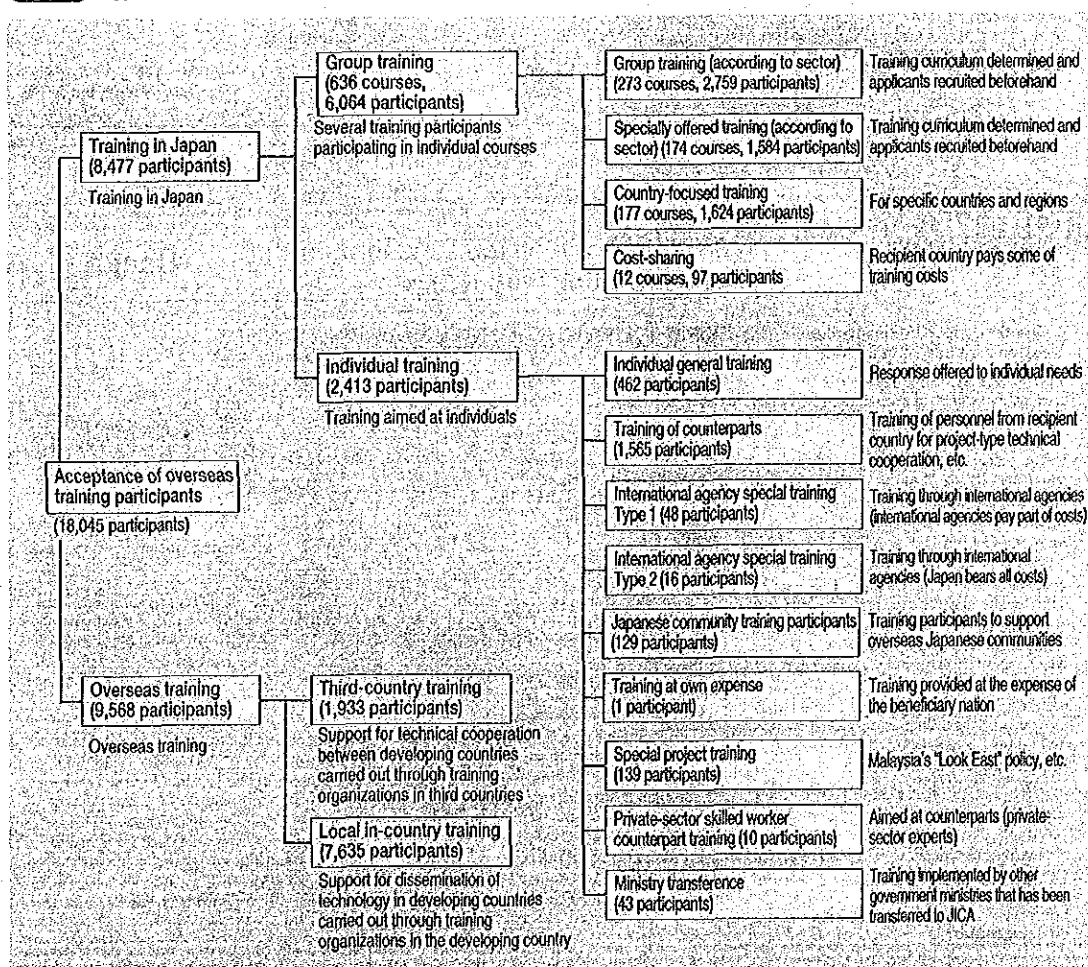 Group training
(636 courses,
6,064 participants)
Several training participants
participating in individual courses
Training in Japan
(8,477 participants)
Training in Japan
Group training (according to sector)
(273 courses, 2,759 participants)
Training curriculum determined and
applicants recruited beforehand
Specially offered training (according to
sector) (174 courses, 1,584 participants)
Training curriculum determined and
applicants recruited beforehand
Country-focused training
(177 courses, 1,624 participants)
For specific countries and regions
Cost-sharing
(12 courses, 97 participants
Recipient country pays some of
training costs
Individual training
(2,413 participants)
Training aimed at individuals
Individual general training
(462 participants)
Response offered to individual needs
Training of counterparts
(1,565 participants)
Training of personnel from recipient
country for project-type technical
cooperation, etc.
Acceptance of overseas
training participants
(18,045 participants)
International agency special training
Type 1 (48 participants)
Training through international agencies
(international agencies pay part of costs)
International agency special training
Type 2 (16 participants)
Training through international
agencies (Japan bears all costs)
Japanese community training participants
(129 participants)
Training participants to support
overseas Japanese communities
Overseas training
(9,568 participants)
Overseas training
Third-country training
(1,933 participants)
Support for technical cooperation
between developing countries
carried out through training
organizations in third countries
Training at own expense
(1 participant)
Training provided at the expense of
the beneficiary nation
Special project training
(139 participants)
Malaysia's "Look East" policy, etc.
Local in-country training
(7,635 participants)
Support for dissemination of
technology in developing countries
carried out through training
organizations in the developing country
Private-sector skilled worker
counterpart training (10 participants)
Aimed at counterparts (private-
sector experts)
Ministry transference
(43 participants)
Training implemented by other
government ministries that has been
transferred to JICA